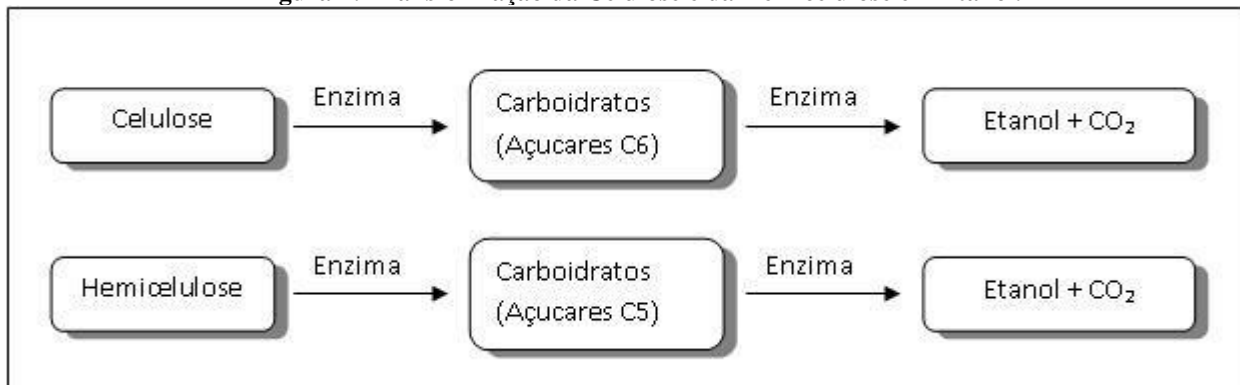 Enzima
Enzima
Celulose
Carboidratos
(Açucares C6)
Etanol + CO₂
Enzima
Enzima
Hemicelulose
Carboidratos
(Açucares C5)
Etanol + CO₂